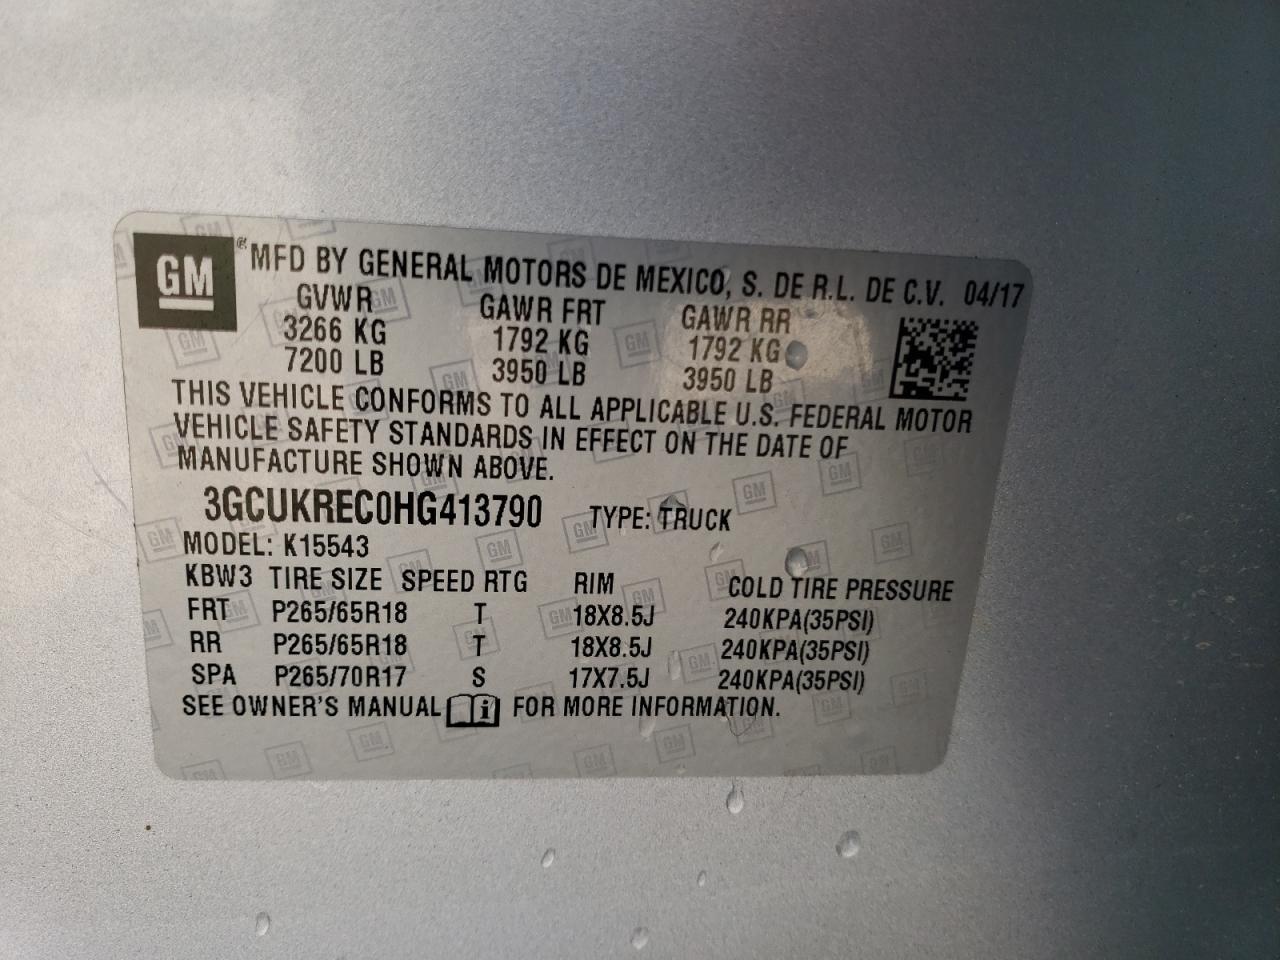 GM ® MFD BY GENERAL MOTORS DE MEXICO, S. DE R.L. DE C.V. 04/17
GVWR GAWR FRT GAWR RR
3266 KG 1792 KG 1792 KG
7200 LB 3950 LB 3950 LB
THIS VEHICLE CONFORMS TO ALL APPLICABLE U.S. FEDERAL MOTOR
VEHICLE SAFETY STANDARDS IN EFFECT ON THE DATE OF
MANUFACTURE SHOWN ABOVE.
3GCUKREC0HG413790 TYPE: TRUCK
MODEL: K15543
KBW3 TIRE SIZE SPEED RTG RIM COLD TIRE PRESSURE
FRT P265/65R18 T 18X8.5J 240KPA(35PSI)
RR P265/65R18 T 18X8.5J 240KPA(35PSI)
SPA P265/70R17 S 17X7.5J 240KPA(35PSI)
SEE OWNER'S MANUAL i FOR MORE INFORMATION.